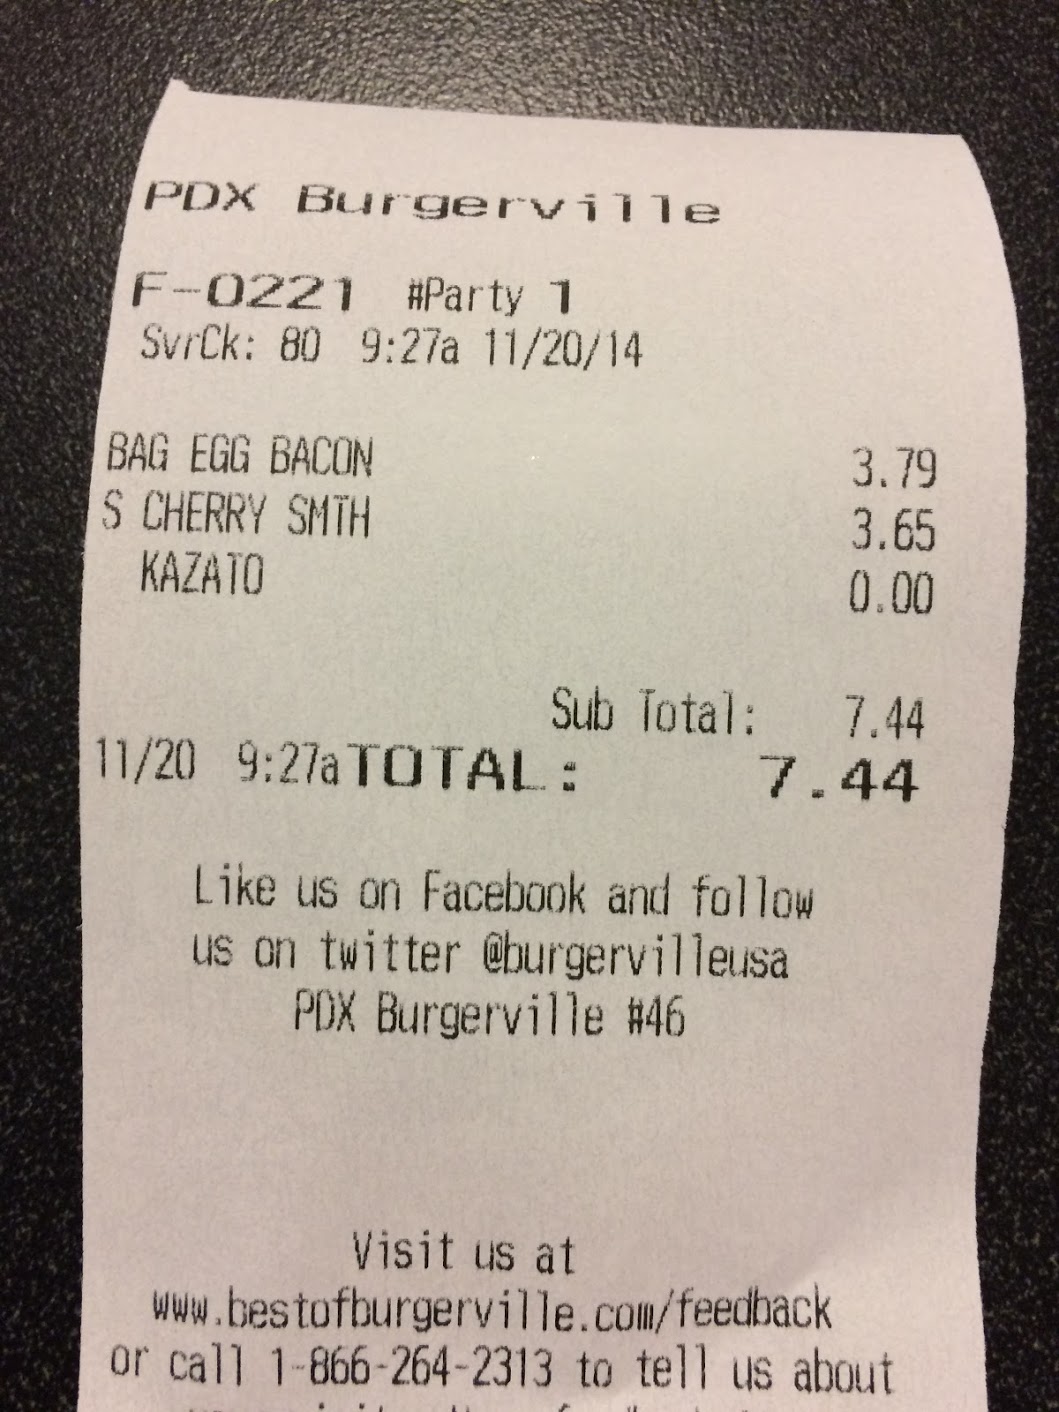 PDX Burgerville
F-0221 #Party 1
SvrCk: 80 9:27a 11/20/14
BAG EGG BACON 3.79
S CHERRY SMTH 3.65
KAZATO 0.00
Sub Total: 7.44
11/20 9:27aTOTAL: 7.44
Like us on Facebook and follow
us on twitter @burgervilleusa
PDX Burgerville #46
Visit us at
www.bestofburgerville.com/feedback
or call 1-866-264-2313 to tell us about